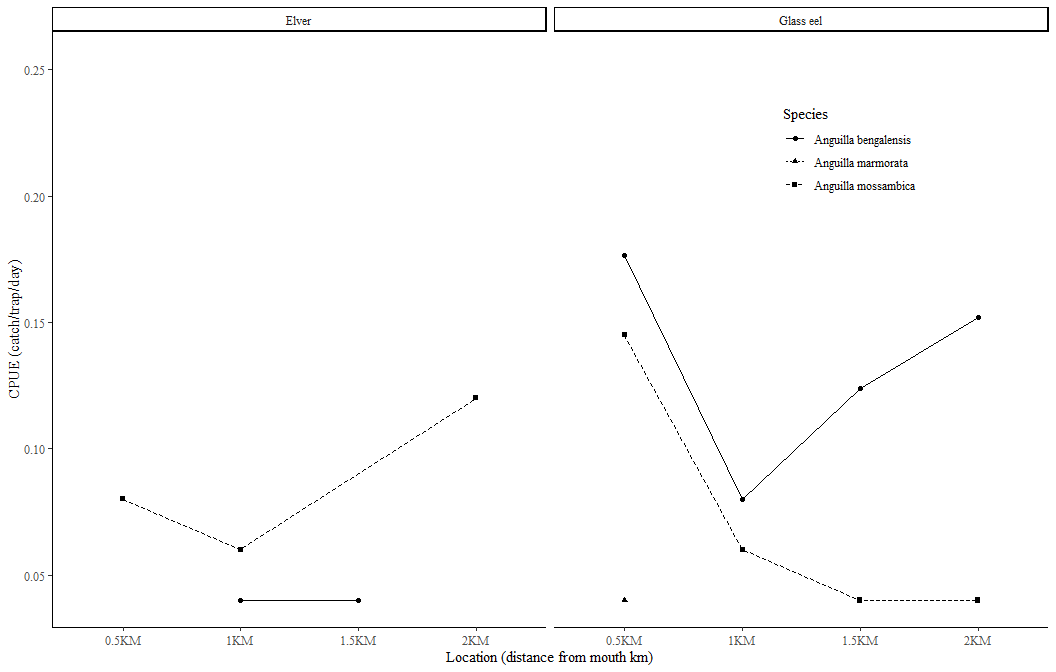 Elver
Glass eel
0.25
0.20
0.15
0.10
0.05
CPUE (catch/trap/day)
Species
Anguilla bengalensis
Anguilla marmorata
Anguilla mossambica
0.5KM 1KM 1.5KM 2KM
0.5KM 1KM 1.5KM 2KM
Location (distance from mouth km)